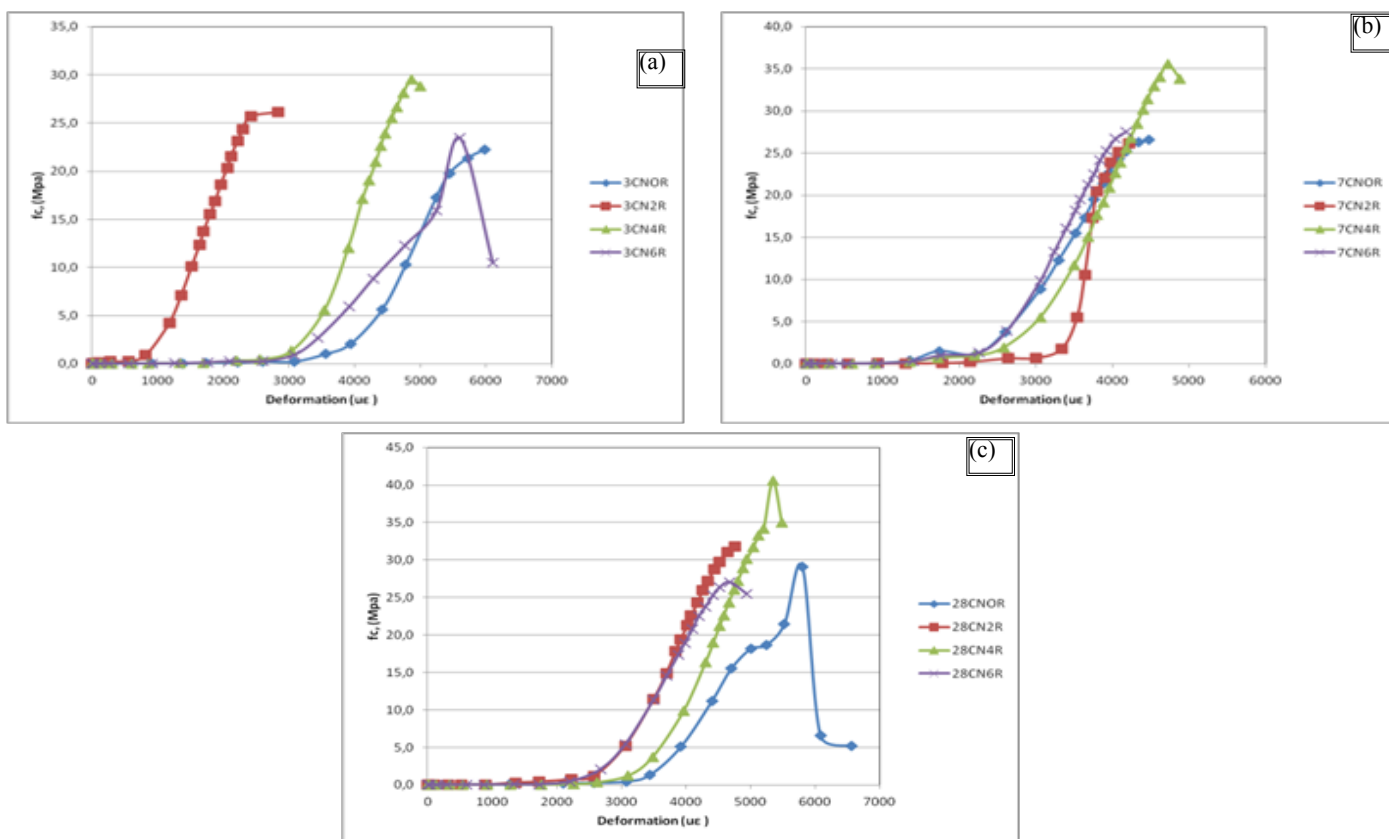 (a)
35,0
30,0
25,0
20,0
15,0
10,0
5,0
0,0
0 1000 2000 3000 4000 5000 6000 7000
fc,(Mpa)
Deformation (uε )
3CNOR
3CN2R
3CN4R
3CN6R
(b)
40,0
35,0
30,0
25,0
20,0
15,0
10,0
5,0
0,0
0 1000 2000 3000 4000 5000 6000
fc,(Mpa)
Deformation (uε )
7CNOR
7CN2R
7CN4R
7CN6R
(c)
45,0
40,0
35,0
30,0
25,0
20,0
15,0
10,0
5,0
0,0
0 1000 2000 3000 4000 5000 6000 7000
fc,(Mpa)
Deformation (uε )
28CNOR
28CN2R
28CN4R
28CN6R